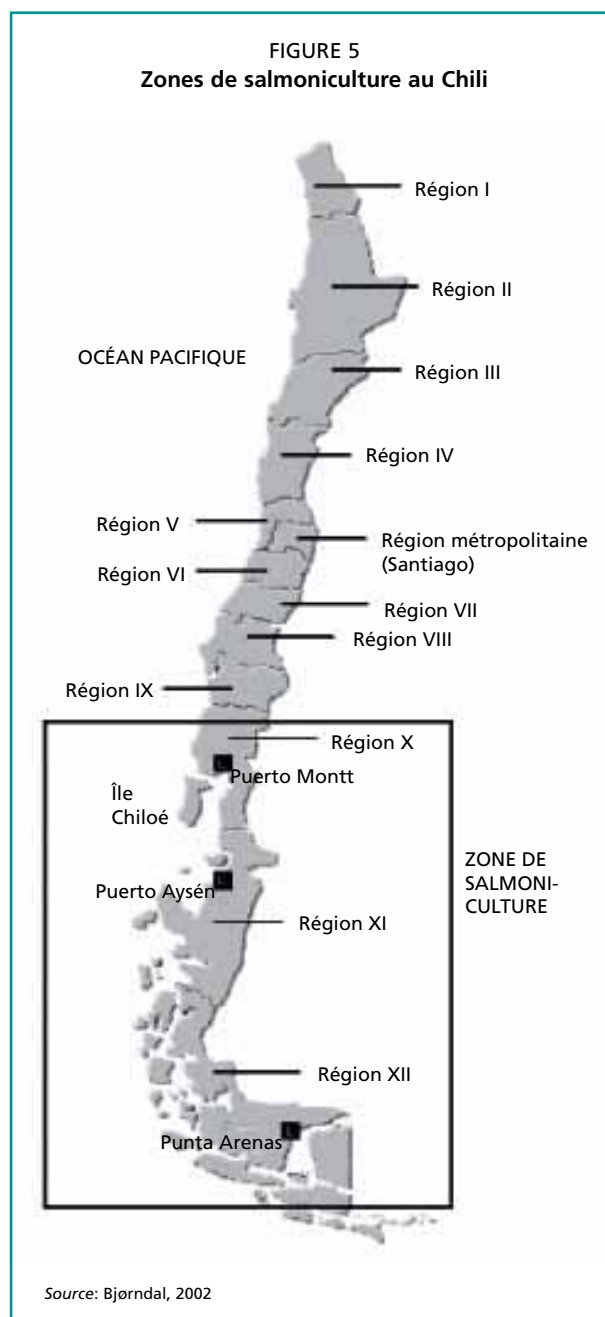 FIGURE 5
Zones de salmoniculture au Chili
Région I
Région II
OCÉAN PACIFIQUE
Région III
Région IV
Région V
Région métropolitaine
(Santiago)
Région VI
Région VII
Région VIII
Région IX
Région X
Puerto Montt
Île
Chiloé
ZONE DE
SALMONI-
CULTURE
Puerto Aysén
Région XI
Région XII
Punta Arenas
Source: Bjørndal, 2002